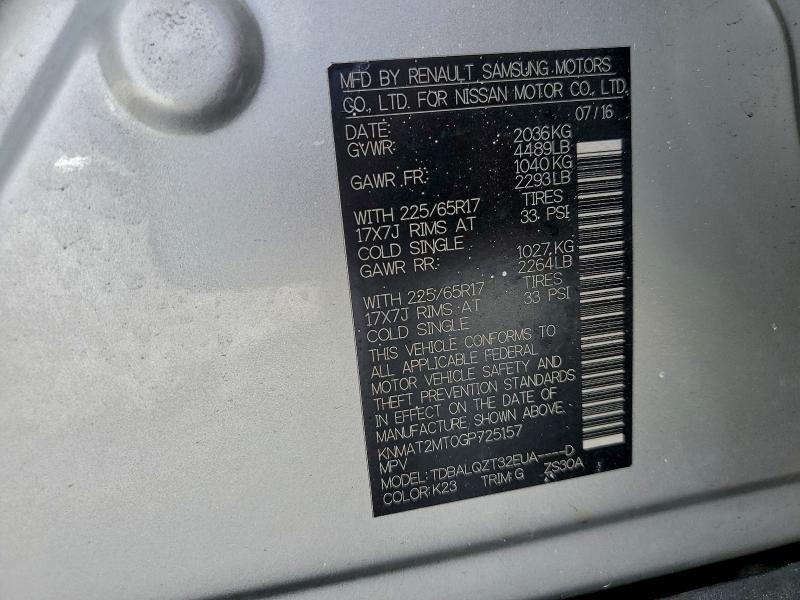 MFD BY RENAULT SAMSUNG MOTORS
CO., LTD. FOR NISSAN MOTOR CO., LTD.
DATE: 07/16
GVWR: 2036KG
4489LB
GAWR FR: 1040KG
2293LB
WITH 225/65R17 TIRES
17X7J RIMS AT 33 PSI
COLD SINGLE
GAWR RR: 1027KG
2264LB
WITH 225/65R17 TIRES
17X7J RIMS AT 33 PSI
COLD SINGLE
THIS VEHICLE CONFORMS TO
ALL APPLICABLE FEDERAL
MOTOR VEHICLE SAFETY AND
THEFT PREVENTION STANDARDS
IN EFFECT ON THE DATE OF
MANUFACTURE SHOWN ABOVE.
KNMAT2MT0GP725157
MPV
MODEL: TDBALQZT32EUA----D
COLOR: K23 TRIM: G ZS30A